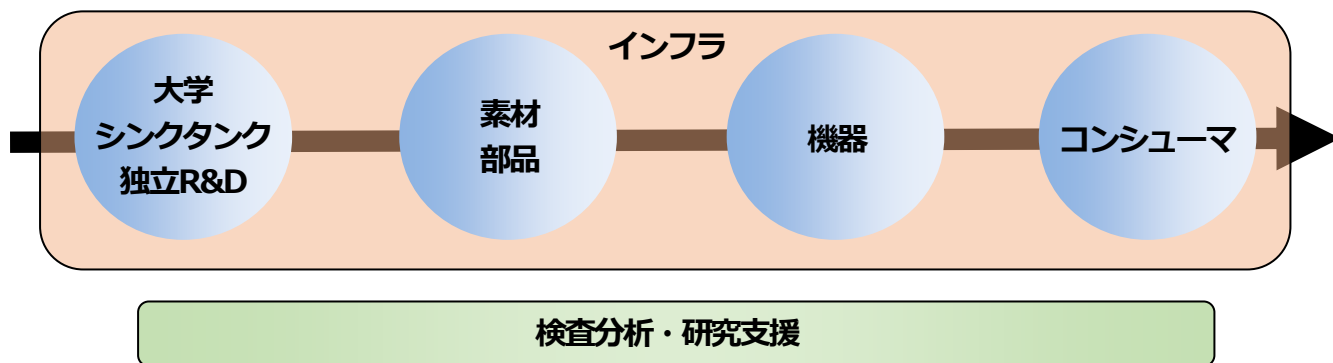 インフラ
大学
シンクタンク
独立R&D
素材
部品
機器
コンシューマ
検査分析・研究支援